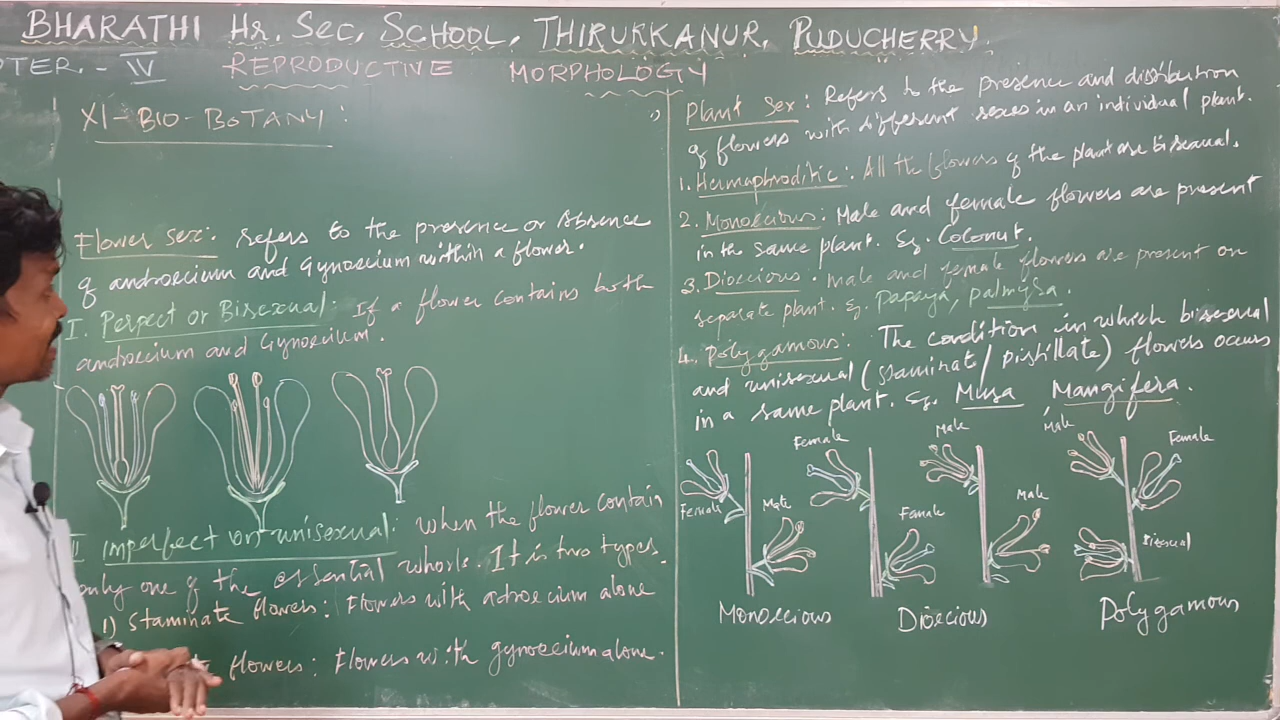 BHARATHI Hr. Sec. SCHOOL, THIRUKKANUR, PUDUCHERRY.
PTER. - IV REPRODUCTIVE MORPHOLOGY
XI - BIO - BOTANY :
Flower sex: refers to the presence or absence
of androecium and Gynoecium within a flower.
I. Perfect or Bisexual: If a flower contains both
androecium and Gynoecium.
II imperfect or unisexual: when the flower contain
only one of the essential whorls. It is two types.
1) Staminate flowers: Flowers with adroecium alone
flowers: Flowers with gynoecium alone.
Plant sex: Refers to the presence and distribution
of flowers with different sexes in an individual plant.
1. Hermaphroditic: All the flowers of the plant are bisexual.
2. Monoecious: Male and female flowers are present
in the same plant. Eg. Coconut.
3. Dioecious. male and female flowers are present on
separate plant. Eg. Papaya, palmyra.
4. Polygamous: The condition in which bisexual
and unisexual (staminate/pistillate) flowers occurs
in a same plant. Eg. Musa Mangifera.
Female
Male
Monoecious
Female
Female
Male
Male
Dioecious
Male
Female
Bisexual
Polygamous